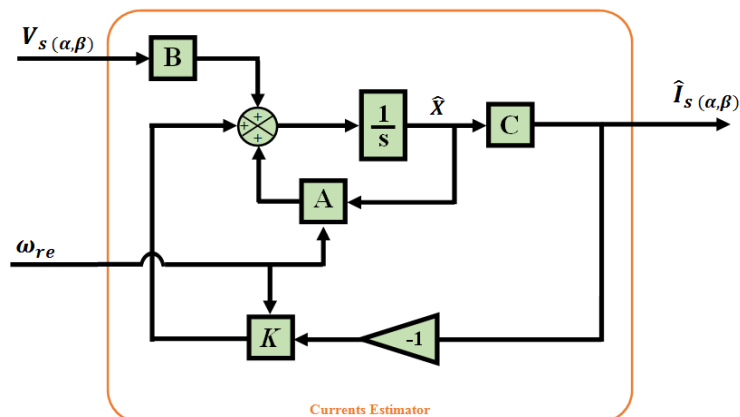 V_s (α,β)
B
+
+
+
1
s
X̂
C
Î_s (α,β)
A
ω_re
K
-1
Currents Estimator